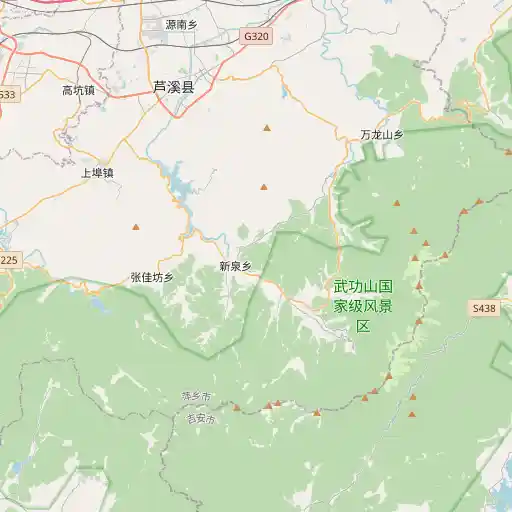 源南乡
G320
芦溪县
高坑镇
533
万龙山乡
上埠镇
225
张佳坊乡
新泉乡
武功山国
家级风景
区
S438
萍乡市
吉安市